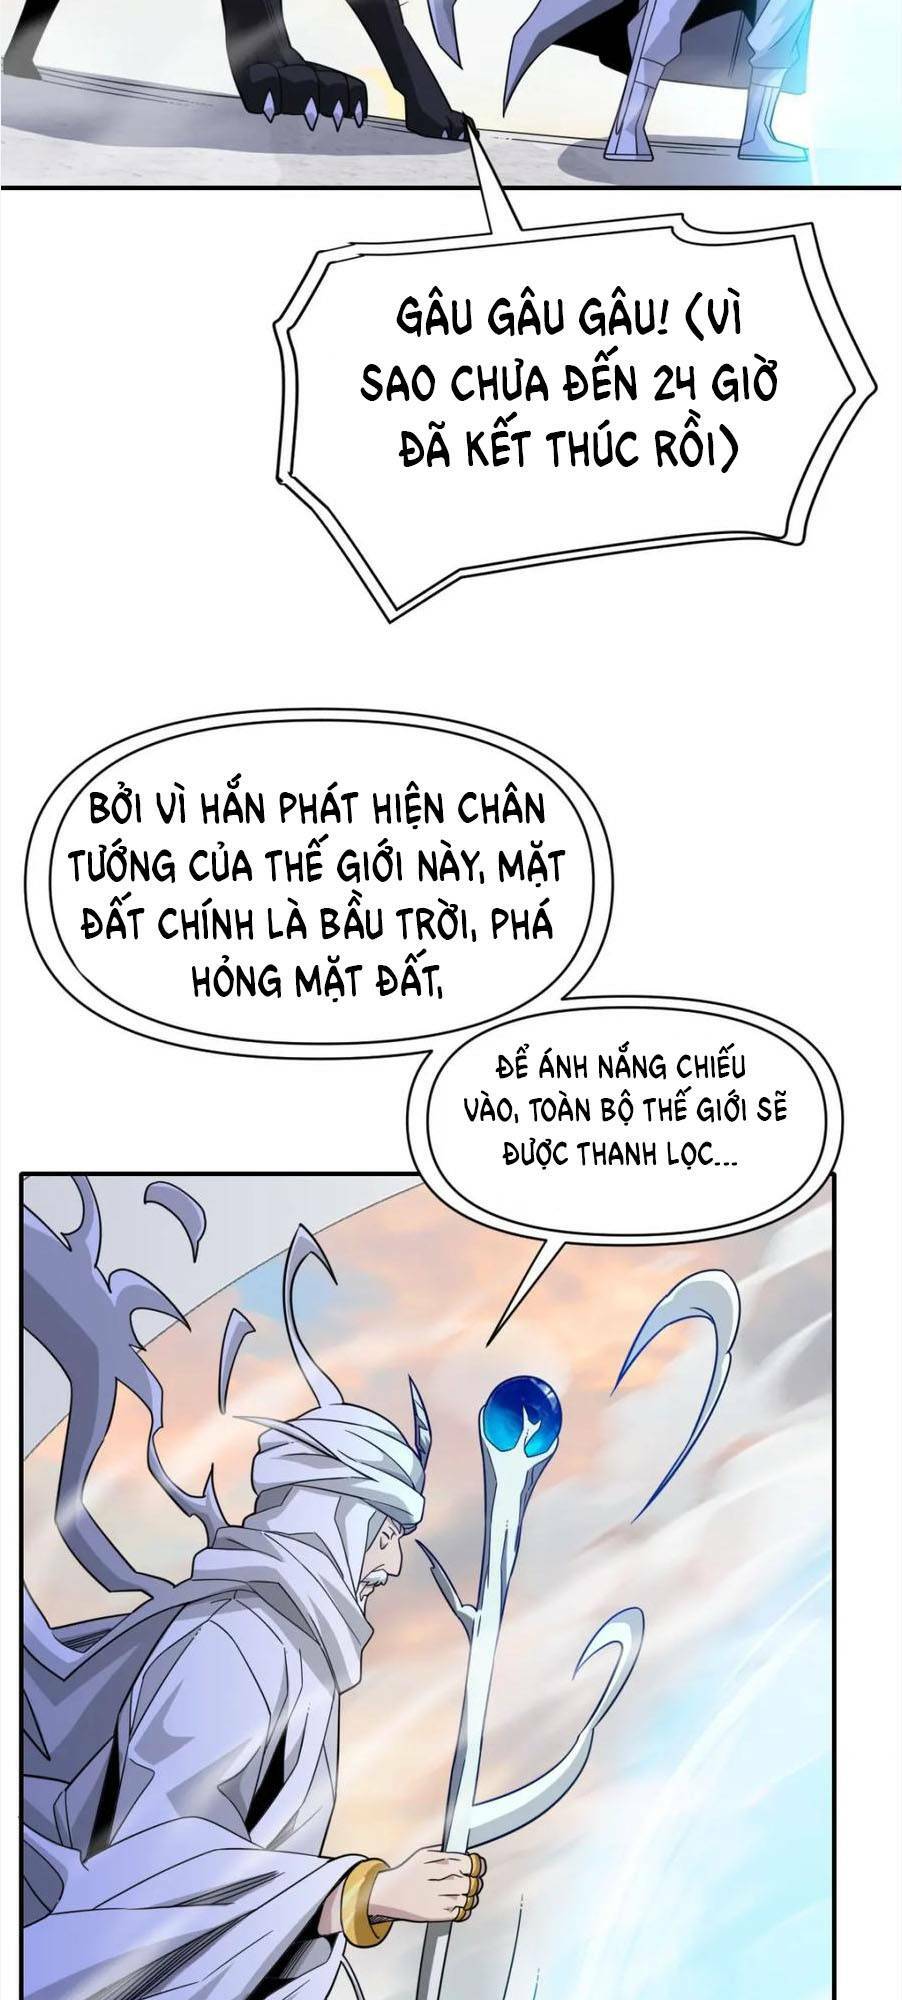 GÂU GÂU GÂU! (VÌ
SAO CHƯA ĐẾN 24 GIỜ
ĐÃ KẾT THÚC RỒI)
BỞI VÌ HẮN PHÁT HIỆN CHÂN
TƯỚNG CỦA THẾ GIỚI NÀY, MẶT
ĐẤT CHÍNH LÀ BẦU TRỜI, PHÁ
HỎNG MẶT ĐẤT,
ĐỂ ÁNH NẮNG CHIẾU
VÀO, TOÀN BỘ THẾ GIỚI SẼ
ĐƯỢC THANH LỌC...